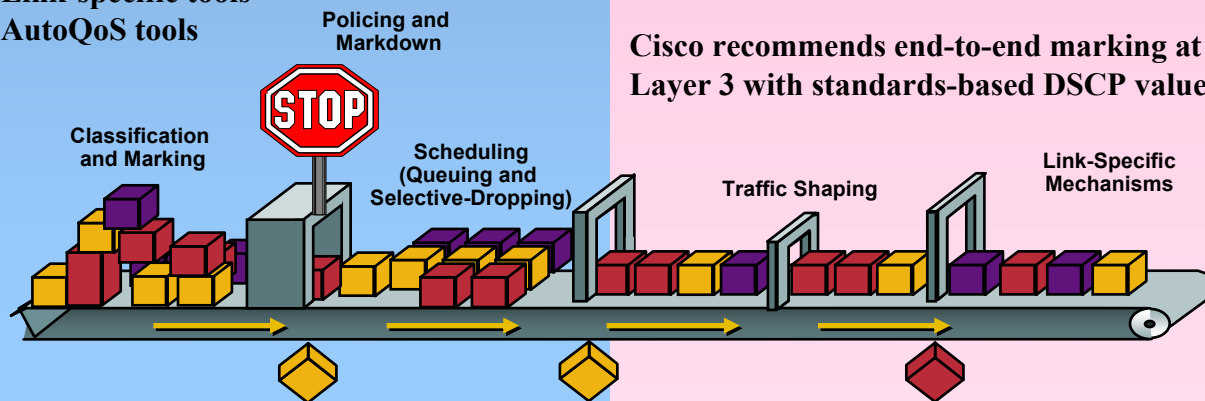 AutoQoS tools
Policing and
Markdown
Cisco recommends end-to-end marking at
Layer 3 with standards-based DSCP value
STOP
Classification
and Marking
Scheduling
(Queuing and
Selective-Dropping)
Traffic Shaping
Link-Specific
Mechanisms